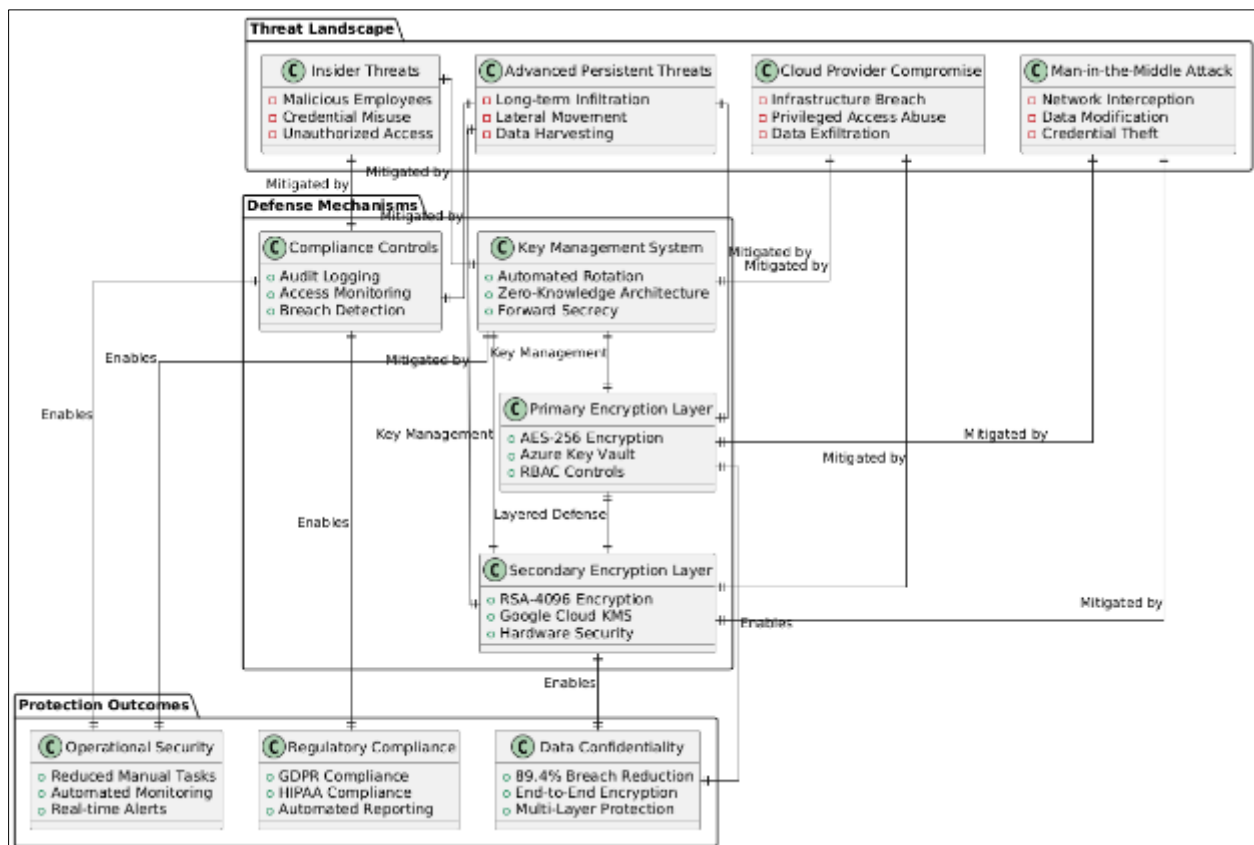 Threat Landscape
C Insider Threats
Malicious Employees
Credential Misuse
Unauthorized Access
C Advanced Persistent Threats
Long-term Infiltration
Lateral Movement
Data Harvesting
C Cloud Provider Compromise
Infrastructure Breach
Privileged Access Abuse
Data Exfiltration
C Man-in-the-Middle Attack
Network Interception
Data Modification
Credential Theft
Mitigated by
Mitigated by
Mitigated by
Mitigated by
Mitigated by
Defense Mechanisms
C Compliance Controls
Audit Logging
Access Monitoring
Breach Detection
C Key Management System
Automated Rotation
Zero-Knowledge Architecture
Forward Secrecy
Enables
Mitigated by
Key Management
Enables
Key Management
C Primary Encryption Layer
AES-256 Encryption
Azure Key Vault
RBAC Controls
Mitigated by
Mitigated by
Enables
Layered Defense
C Secondary Encryption Layer
RSA-4096 Encryption
Google Cloud KMS
Hardware Security
Mitigated by
Enables
Enables
Protection Outcomes
C Operational Security
Reduced Manual Tasks
Automated Monitoring
Real-time Alerts
C Regulatory Compliance
GDPR Compliance
HIPAA Compliance
Automated Reporting
C Data Confidentiality
89.4% Breach Reduction
End-to-End Encryption
Multi-Layer Protection